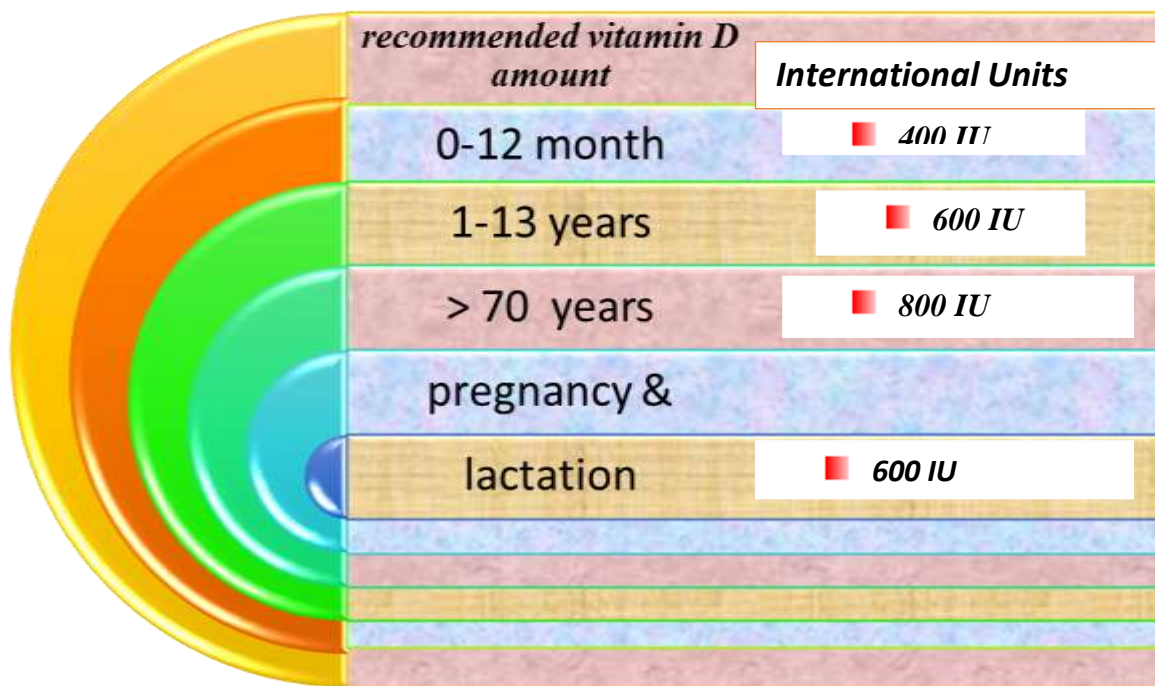 recommended vitamin D
amount
International Units
0-12 month
400 IU
1-13 years
600 IU
> 70  years
800 IU
pregnancy &
lactation
600 IU